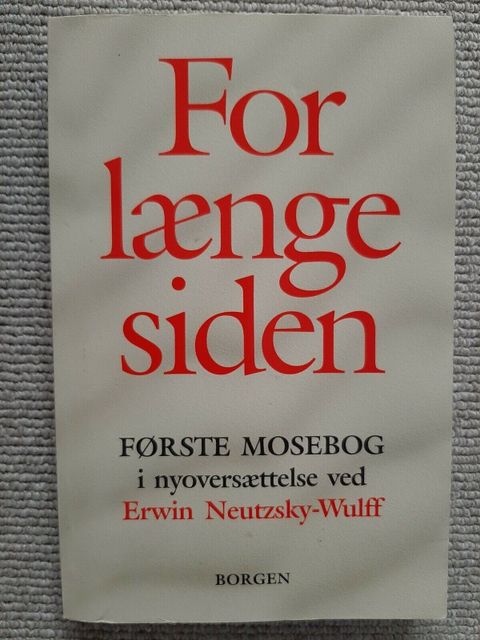 For
længe
siden
FØRSTE MOSEBOG
i nyoversættelse ved
Erwin Neutzsky-Wulff
BORGEN